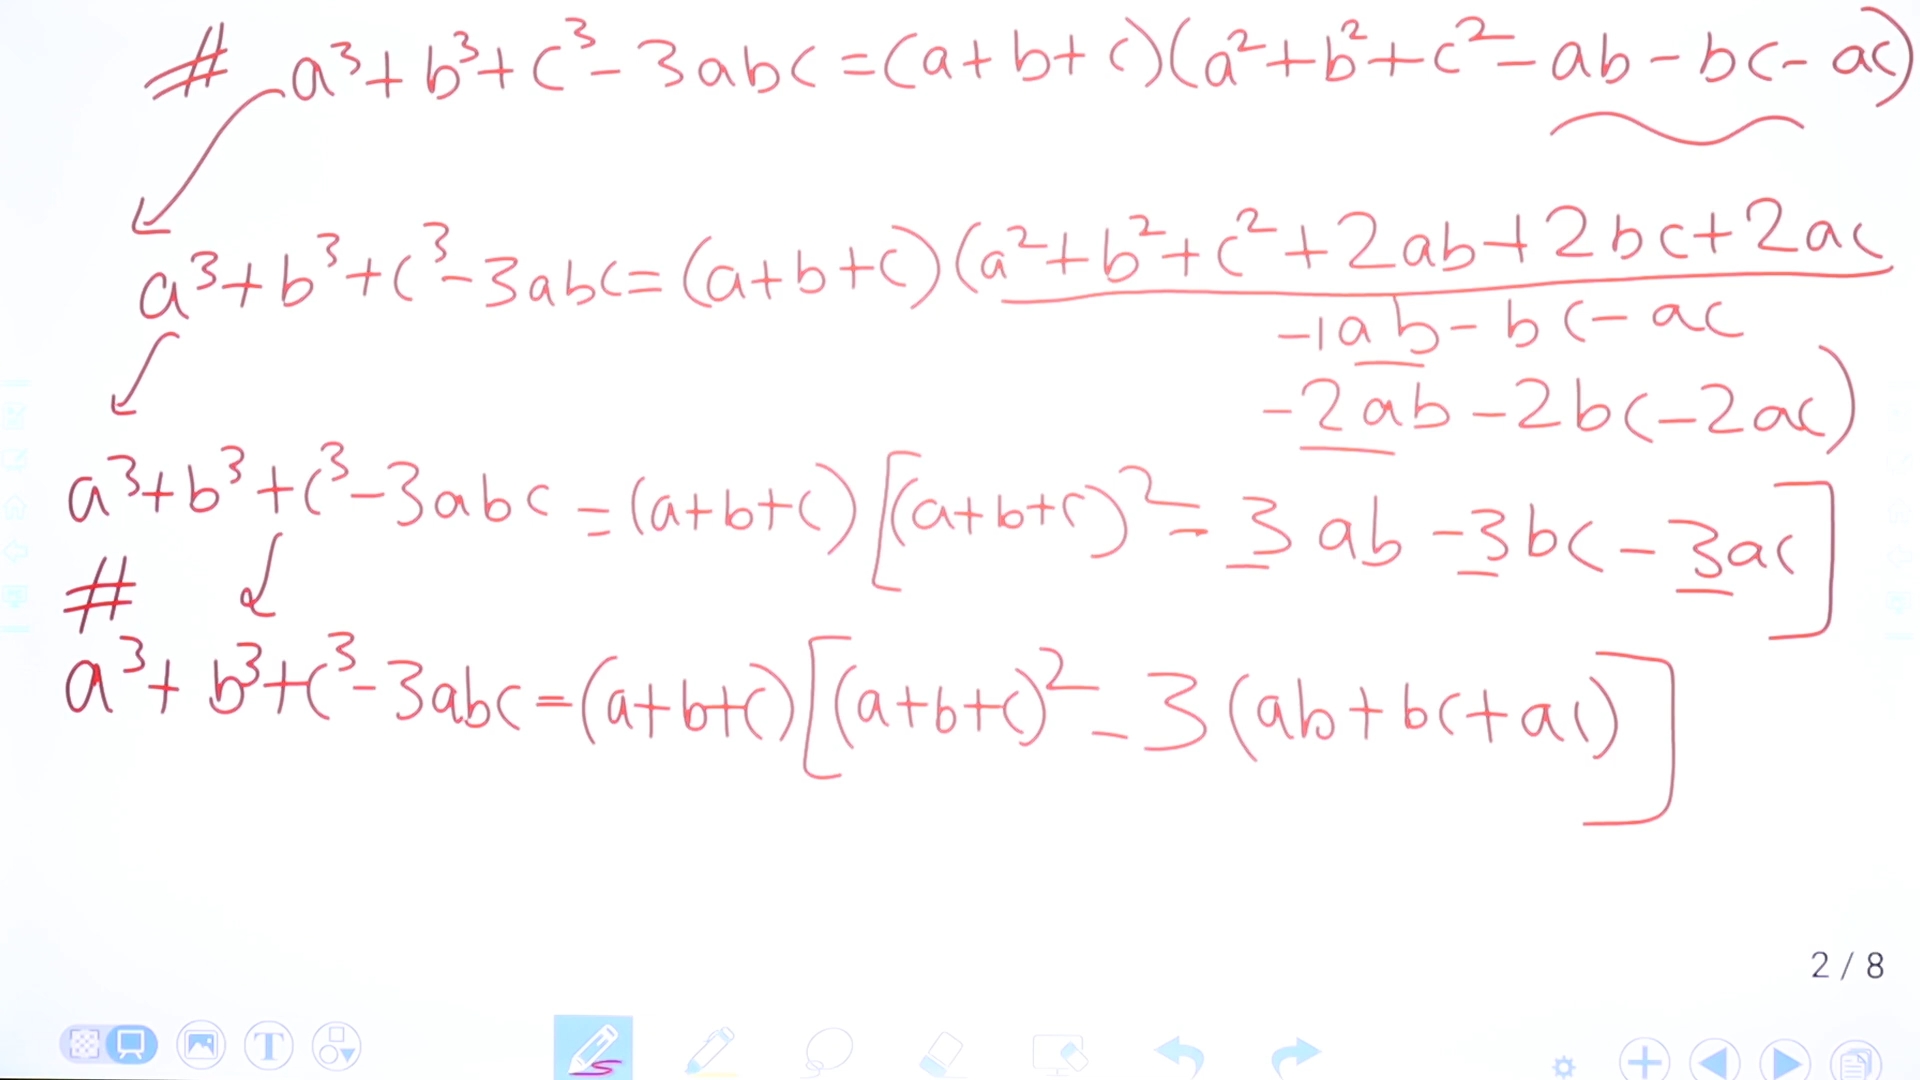 # a³+b³+c³-3abc=(a+b+c)(a²+b²+c²-ab-bc-ac)
a³+b³+c³-3abc=(a+b+c)(a²+b²+c²+2ab+2bc+2ac
-1ab-bc-ac
-2ab-2bc-2ac)
a³+b³+c³-3abc=(a+b+c)[(a+b+c)²-3ab-3bc-3ac]
#
a³+b³+c³-3abc=(a+b+c)[(a+b+c)²-3(ab+bc+ac)]
2/8
T